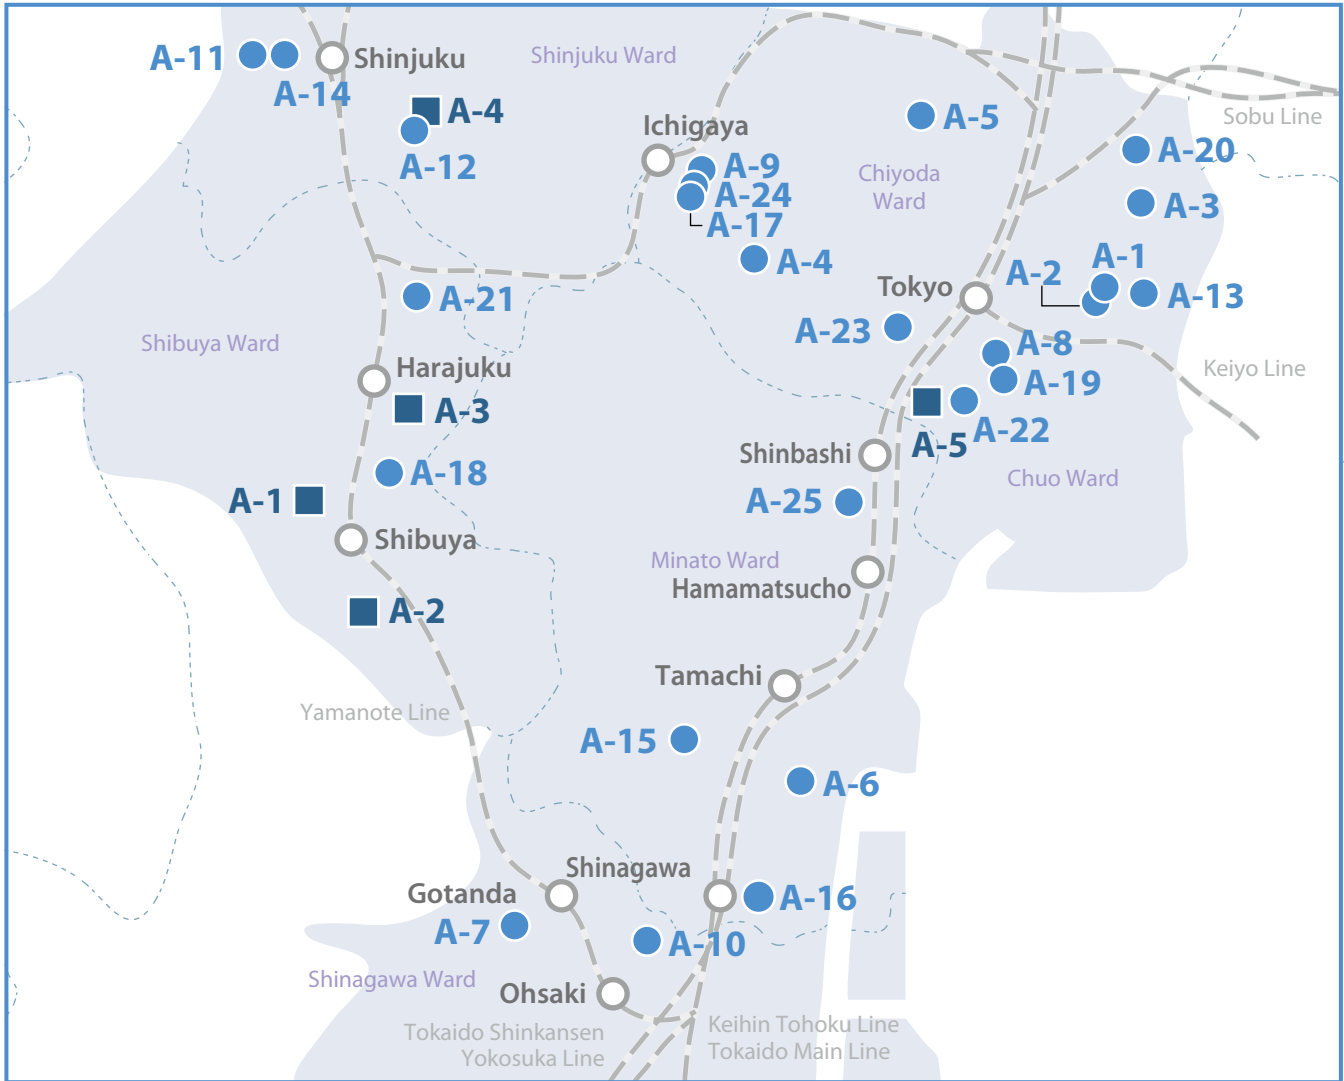 A-11
Shinjuku
Shinjuku Ward
A-14
A-4
A-12
Ichigaya
A-5
Sobu Line
A-20
A-9
Chiyoda
Ward
A-24
A-17
A-3
A-4
A-1
A-2
Tokyo
A-13
A-21
A-23
Shibuya Ward
A-8
Harajuku
Keiyo Line
A-19
A-3
A-22
A-5
Shinbashi
A-18
Chuo Ward
A-1
A-25
Shibuya
Minato Ward
Hamamatsucho
A-2
Tamachi
Yamanote Line
A-15
A-6
Shinagawa
Gotanda
A-16
A-7
A-10
Shinagawa Ward
Ohsaki
Tokaido Shinkansen
Yokosuka Line
Keihin Tohoku Line
Tokaido Main Line